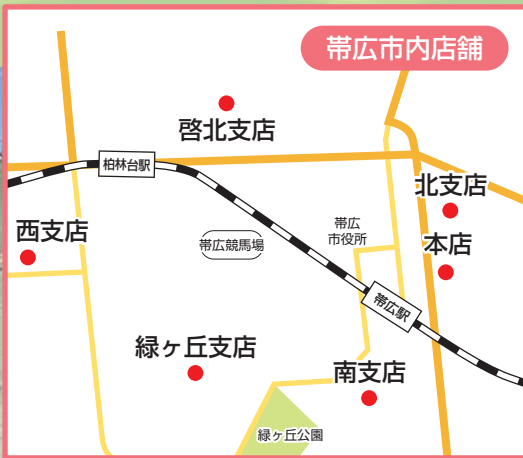 帯広市内店舗
啓北支店
柏林台駅
北支店
西支店
帯広競馬場
帯広
市役所
本店
帯広駅
緑ヶ丘支店
南支店
緑ヶ丘公園